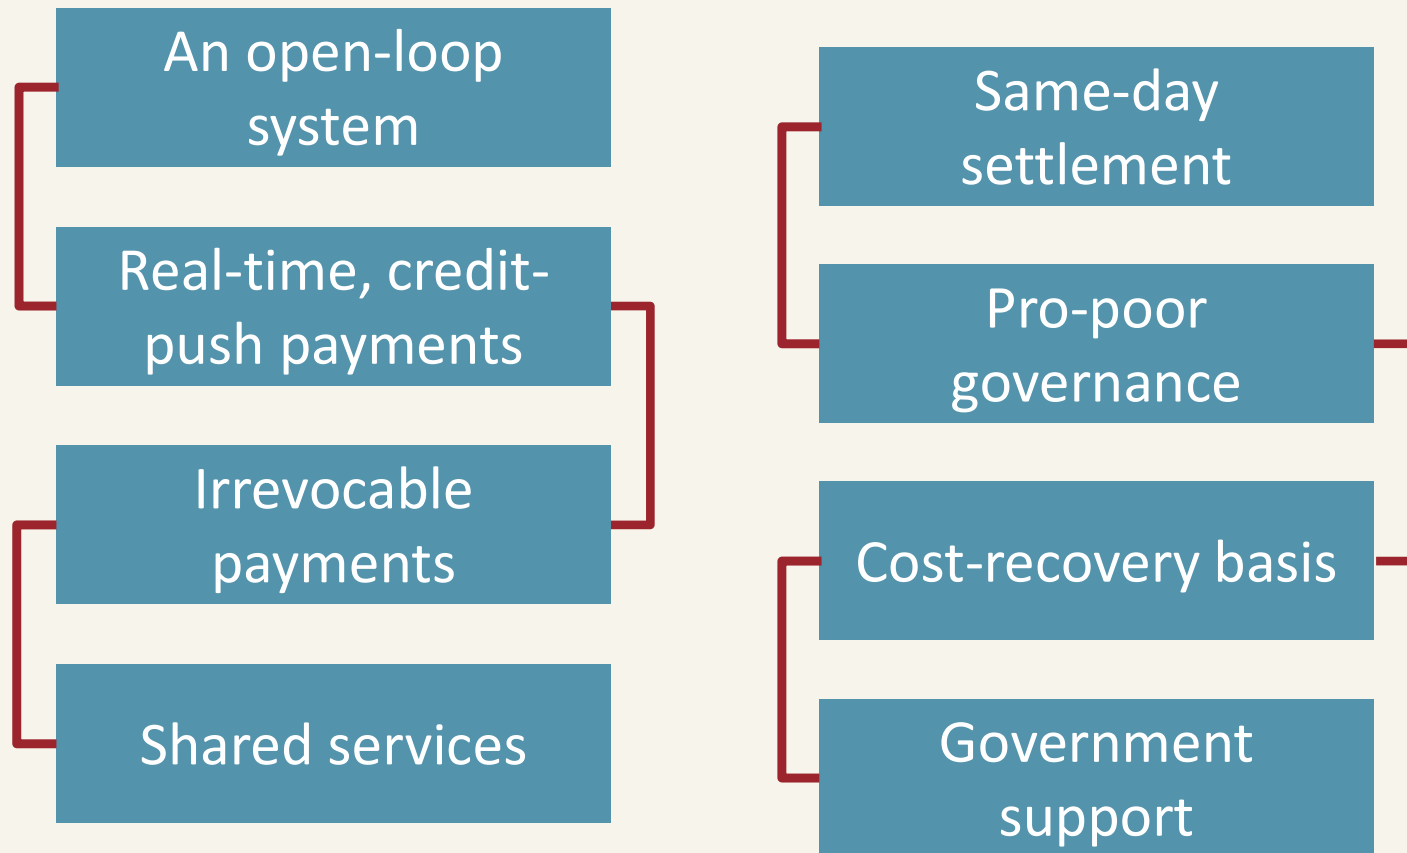 An open-loop
system
Real-time, credit-
push payments
Irrevocable
payments
Shared services
Same-day
settlement
Pro-poor
governance
Cost-recovery basis
Government
support